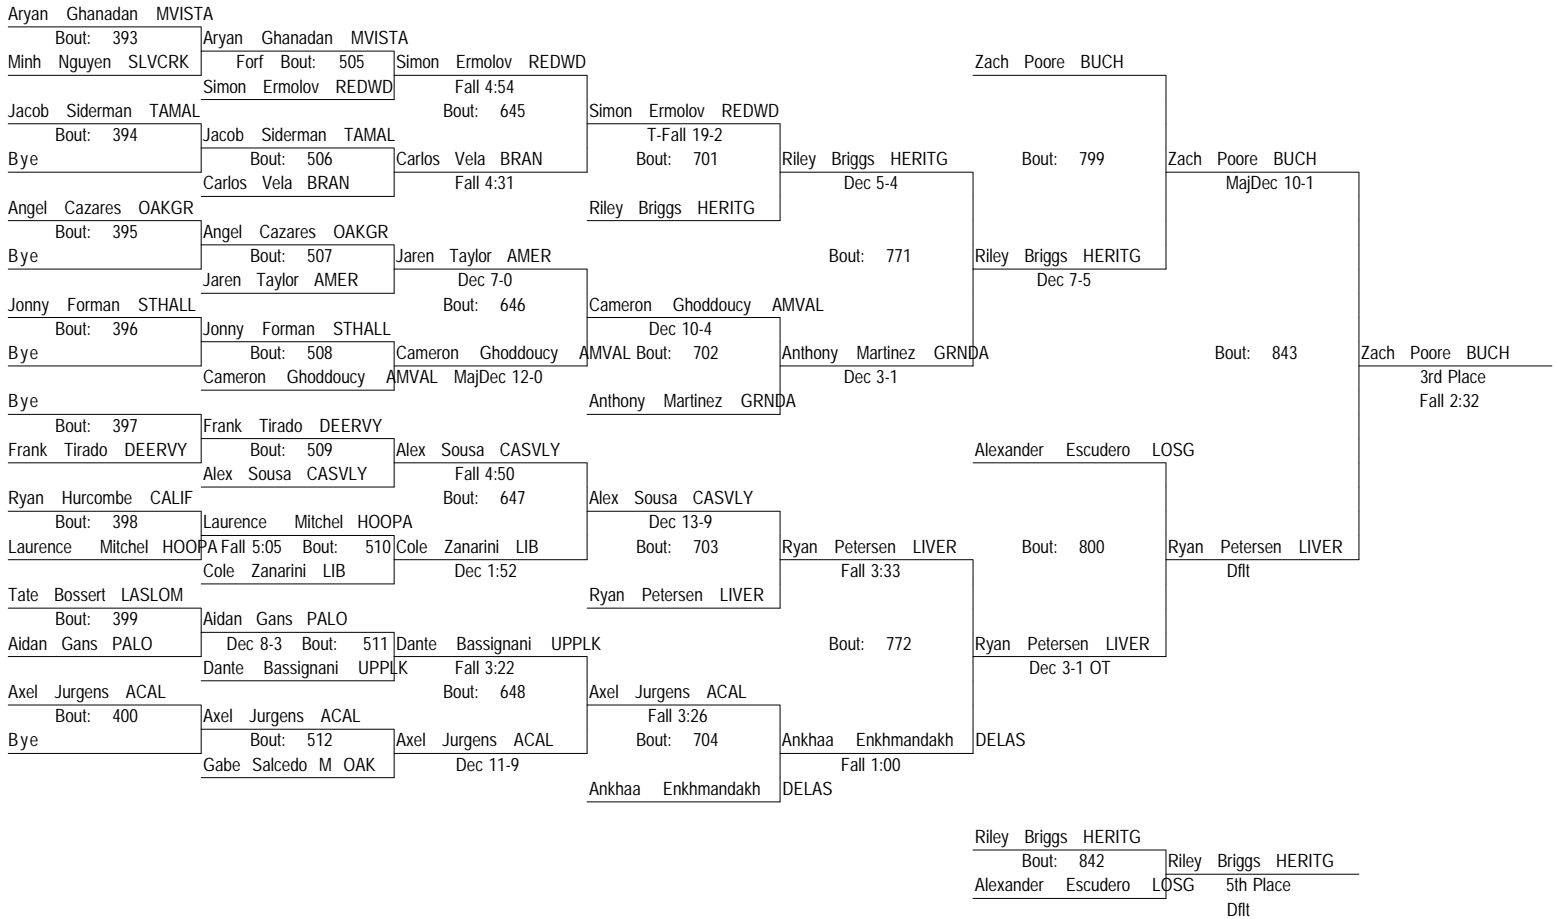 Aryan Ghanadan MVISTA
Bout: 393 Aryan Ghanadan MVISTA
Minh Nguyen SLVCRK Forf Bout: 505 Simon Ermolov REDWD Zach Poore BUCH
Simon Ermolov REDWD Fall 4:54
Jacob Siderman TAMAL Bout: 645 Simon Ermolov REDWD
Bout: 394 Jacob Siderman TAMAL T-Fall 19-2
Bye Bout: 506 Carlos Vela BRAN Bout: 701 Riley Briggs HERITG Bout: 799 Zach Poore BUCH
Carlos Vela BRAN Fall 4:31 Dec 5-4 MajDec 10-1
Angel Cazares OAKGR Riley Briggs HERITG
Bout: 395 Angel Cazares OAKGR
Bye Bout: 507 Jaren Taylor AMER Bout: 771 Riley Briggs HERITG
Jaren Taylor AMER Dec 7-0 Dec 7-5
Jonny Forman STHALL Bout: 646 Cameron Ghoddoucy AMVAL
Bout: 396 Jonny Forman STHALL Dec 10-4
Bye Bout: 508 Cameron Ghoddoucy AMVAL Bout: 702 Anthony Martinez GRNDA Bout: 843 Zach Poore BUCH
Cameron Ghoddoucy AMVAL MajDec 12-0 Dec 3-1 3rd Place
Bye Anthony Martinez GRNDA Fall 2:32
Bout: 397 Frank Tirado DEERVY
Frank Tirado DEERVY Bout: 509 Alex Sousa CASVLY Alexander Escudero LOSG
Alex Sousa CASVLY Fall 4:50
Ryan Hurcombe CALIF Bout: 647 Alex Sousa CASVLY
Bout: 398 Laurence Mitchel HOOPA Dec 13-9
Laurence Mitchel HOOPA Fall 5:05 Bout: 510 Cole Zanarini LIB Bout: 703 Ryan Petersen LIVER Bout: 800 Ryan Petersen LIVER
Cole Zanarini LIB Dec 1:52 Fall 3:33 Dflt
Tate Bossert LASLOM Ryan Petersen LIVER
Bout: 399 Aidan Gans PALO
Aidan Gans PALO Dec 8-3 Bout: 511 Dante Bassignani UPPLK Bout: 772 Ryan Petersen LIVER
Dante Bassignani UPPLK Fall 3:22 Dec 3-1 OT
Axel Jurgens ACAL Bout: 648 Axel Jurgens ACAL
Bout: 400 Axel Jurgens ACAL Fall 3:26
Bye Bout: 512 Axel Jurgens ACAL Bout: 704 Ankhaa Enkhmandakh DELAS
Gabe Salcedo M OAK Dec 11-9 Fall 1:00
Ankhaa Enkhmandakh DELAS
Riley Briggs HERITG
Bout: 842 Riley Briggs HERITG
Alexander Escudero LOSG 5th Place
Dflt